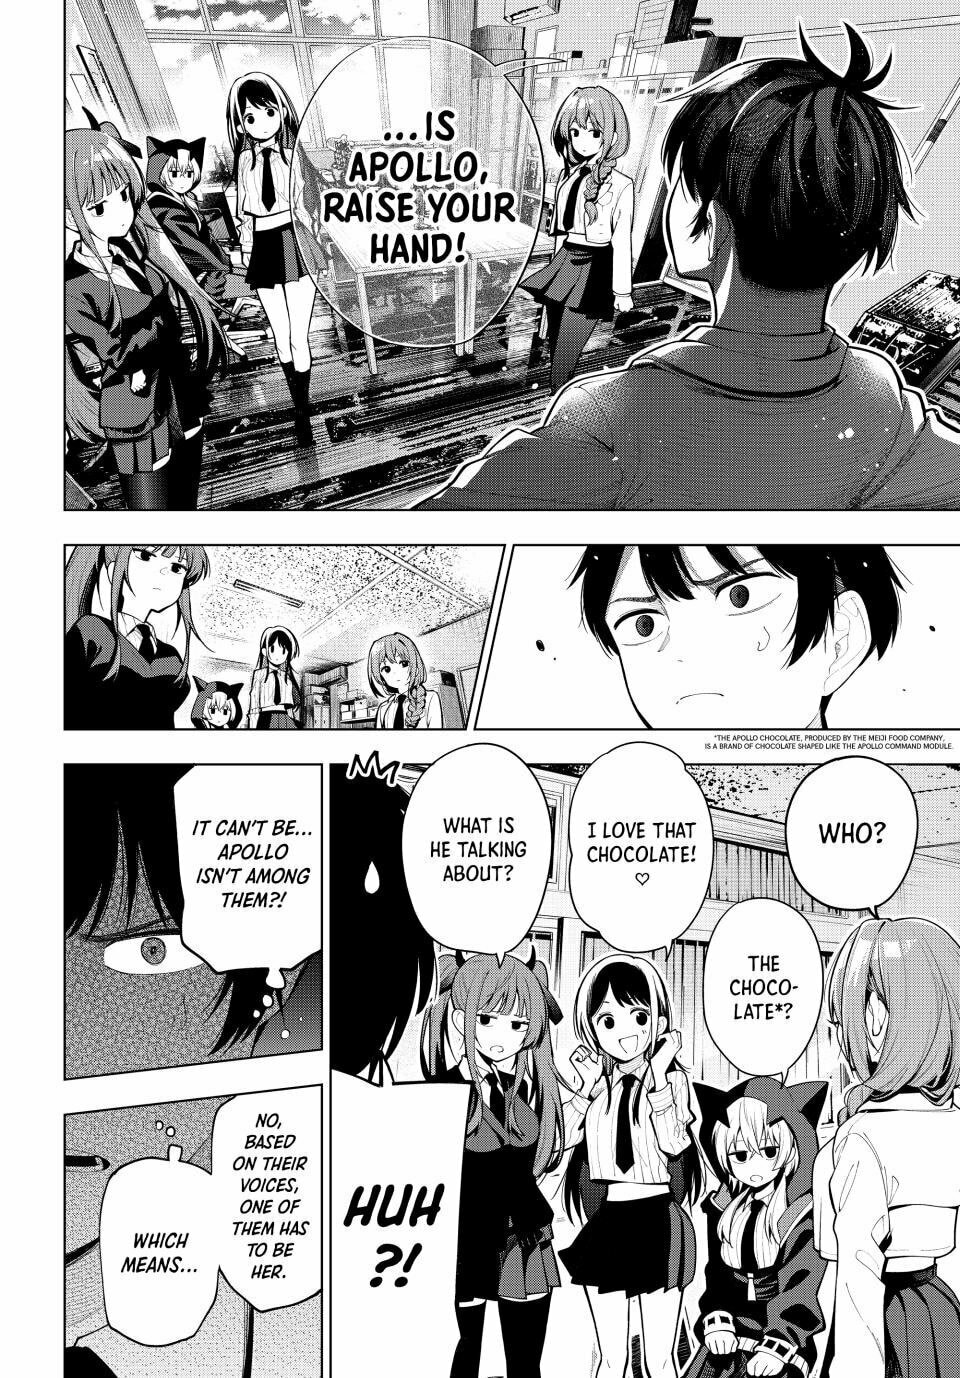 ...IS
APOLLO,
RAISE YOUR
HAND!
*THE APOLLO CHOCOLATE, PRODUCED BY THE MEIJI FOOD COMPANY,
IS A BRAND OF CHOCOLATE SHAPED LIKE THE APOLLO COMMAND MODULE.
WHO?
I LOVE THAT
CHOCOLATE!
♡
THE
CHOCO-
LATE*?
WHAT IS
HE TALKING
ABOUT?
HUH
?!
IT CAN'T BE...
APOLLO
ISN'T AMONG
THEM?!
NO,
BASED
ON THEIR
VOICES,
ONE OF
THEM HAS
TO BE
HER.
WHICH
MEANS...